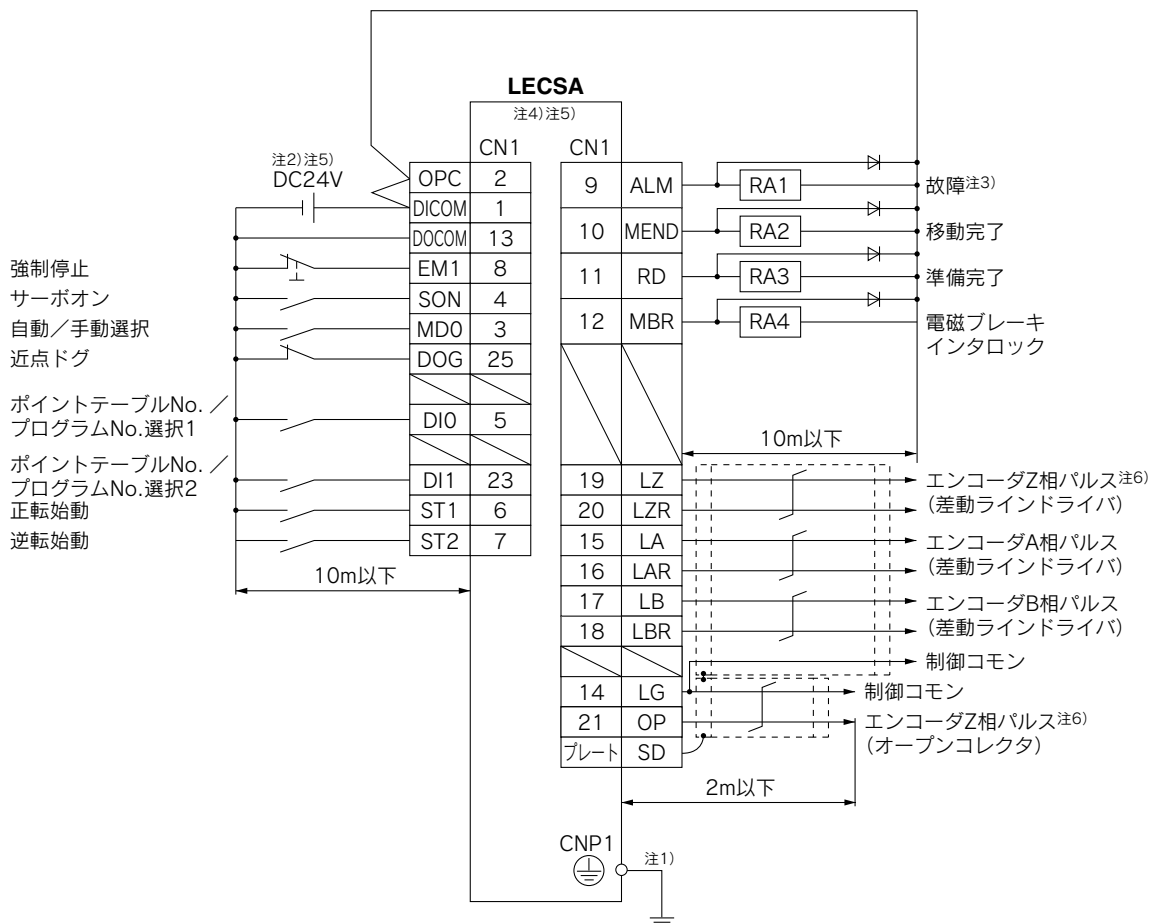 LECSA
注4)注5)
CN1
CN1
注2)注5)
DC24V
OPC 2
DICOM 1
DOCOM 13
強制停止 EM1 8
サーボオン SON 4
自動／手動選択 MD0 3
近点ドグ DOG 25
ポイントテーブルNo.／
プログラムNo.選択1 DI0 5
ポイントテーブルNo.／
プログラムNo.選択2 DI1 23
正転始動 ST1 6
逆転始動 ST2 7
10m以下
9 ALM RA1 故障注3)
10 MEND RA2 移動完了
11 RD RA3 準備完了
12 MBR RA4 電磁ブレーキ
インタロック
10m以下
19 LZ エンコーダZ相パルス注6)
20 LZR （差動ラインドライバ）
15 LA エンコーダA相パルス
16 LAR （差動ラインドライバ）
17 LB エンコーダB相パルス
18 LBR （差動ラインドライバ）
制御コモン
14 LG 制御コモン
21 OP エンコーダZ相パルス注6)
（オープンコレクタ）
プレート SD
2m以下
CNP1
注1)